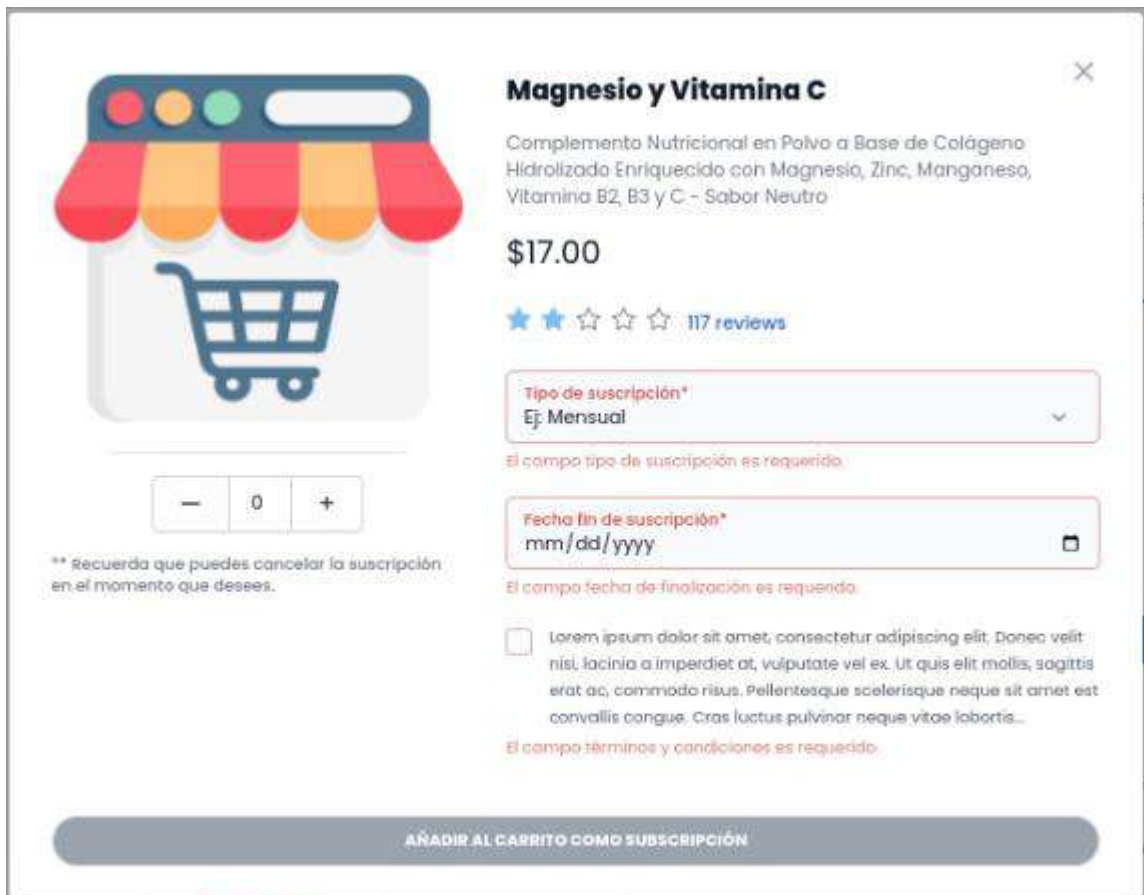 Magnesio y Vitamina C
Complemento Nutricional en Polvo a Base de Colágeno
Hidrolizado Enriquecido con Magnesio, Zinc, Manganeso,
Vitamina B2, B3 y C - Sabor Neutro
$17.00
117 reviews
Tipo de suscripción*
Ej: Mensual
El campo tipo de suscripción es requerido.
0
Fecha fin de suscripción*
mm/dd/yyyy
** Recuerda que puedes cancelar la suscripción
en el momento que desees.
El campo fecha de finalización es requerido.
Lorem ipsum dolor sit amet, consectetur adipiscing elit. Donec velit
nisi, lacinia a imperdiet at, vulputate vel ex. Ut quis elit mollis, sagittis
erat ac, commodo risus. Pellentesque scelerisque neque sit amet est
convallis congue. Cras luctus pulvinar neque vitae lobortis...
El campo términos y condiciones es requerido.
AÑADIR AL CARRITO COMO SUBSCRIPCIÓN